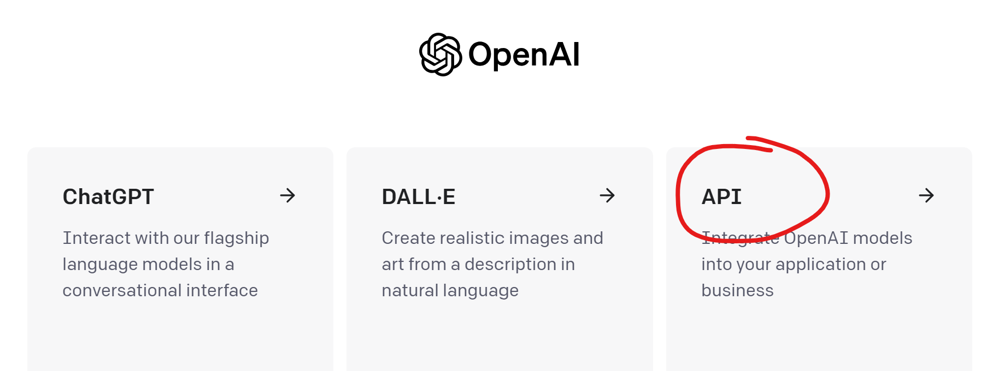 OpenAI
ChatGPT
Interact with our flagship
language models in a
conversational interface
DALL·E
Create realistic images and
art from a description in
natural language
API
Integrate OpenAI models
into your application or
business